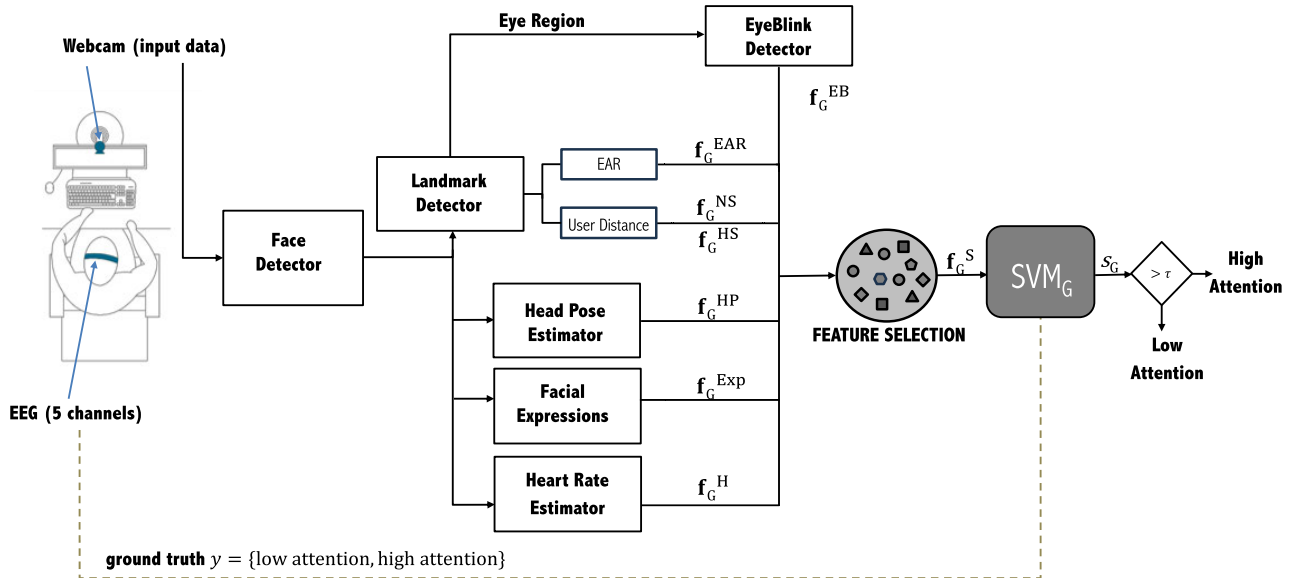 Eye Region
EyeBlink
Detector
Webcam (input data)
f_G^EB
f_G^EAR
EAR
Landmark
Detector
f_G^NS
User Distance
f_G^HS
Face
Detector
f_G^S
SVM_G
s_G
> τ
High
Attention
Head Pose
Estimator
f_G^HP
FEATURE SELECTION
Low
Attention
Facial
Expressions
f_G^Exp
EEG (5 channels)
Heart Rate
Estimator
f_G^H
ground truth y = {low attention, high attention}